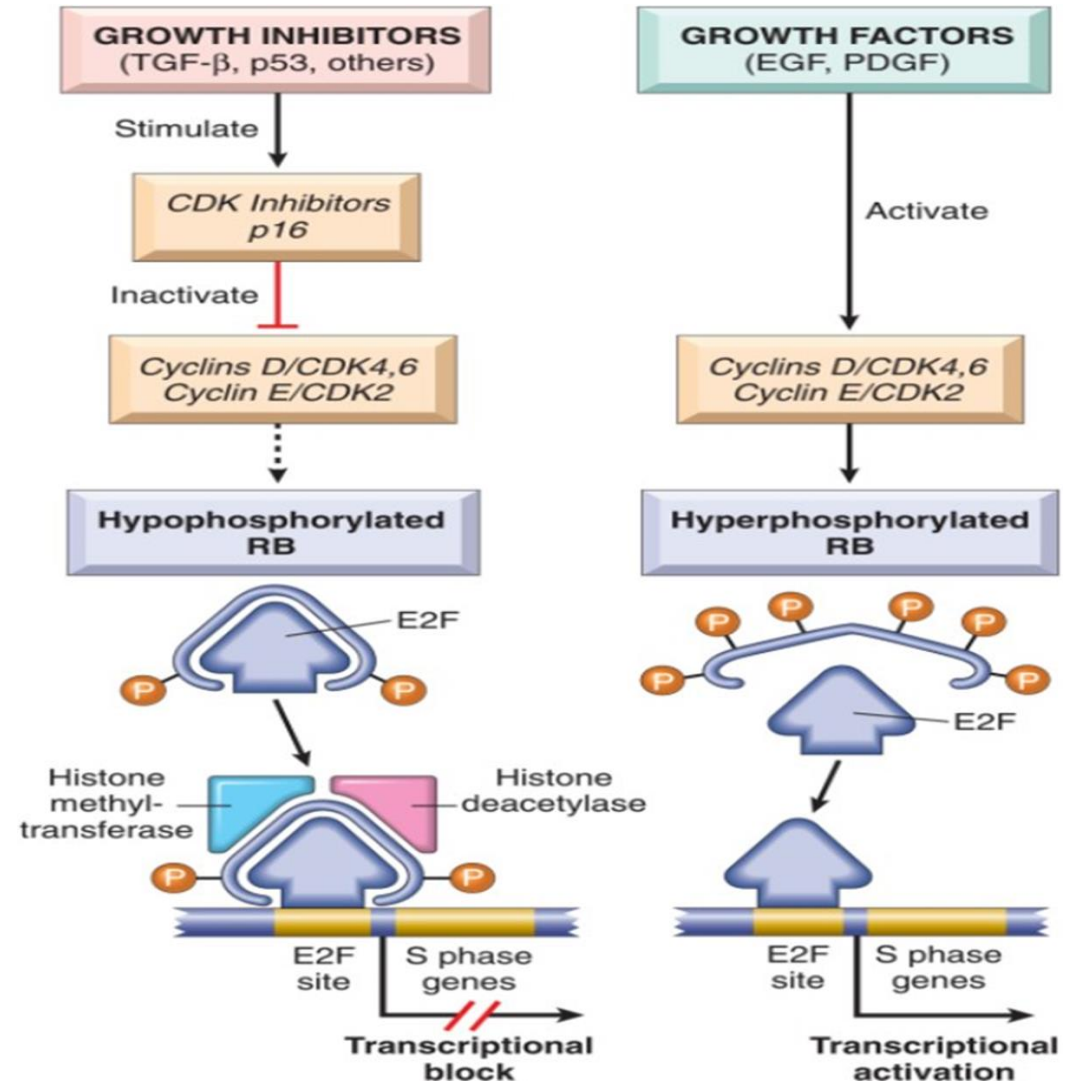 GROWTH INHIBITORS
(TGF-β, p53, others)
Stimulate
CDK Inhibitors
p16
Inactivate
Cyclins D/CDK4,6
Cyclin E/CDK2
Hypophosphorylated
RB
E2F
P
P
Histone
methyl-
transferase
Histone
deacetylase
P
P
E2F
site
S phase
genes
Transcriptional
block
GROWTH FACTORS
(EGF, PDGF)
Activate
Cyclins D/CDK4,6
Cyclin E/CDK2
Hyperphosphorylated
RB
P
P
P
P
P
P
E2F
E2F
site
S phase
genes
Transcriptional
activation